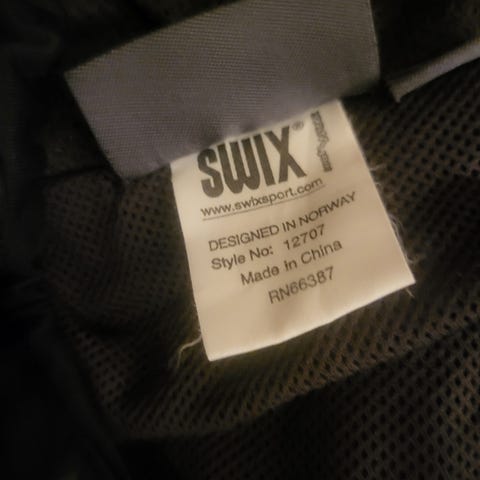 SWIX®
www.swixsport.com
DESIGNED IN NORWAY
Style No: 12707
Made in China
RN66387